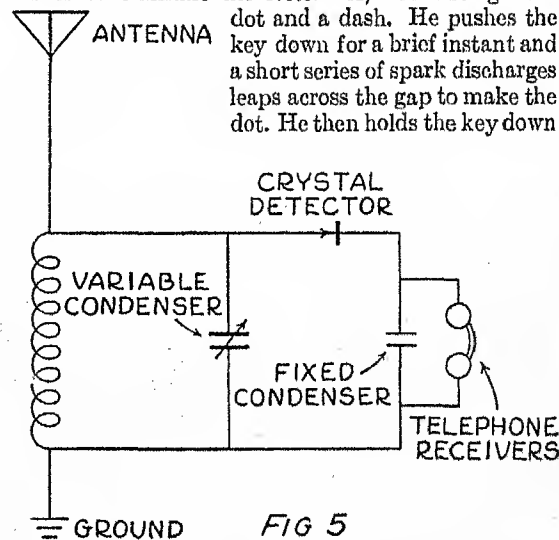 dot and a dash. He pushes the
key down for a brief instant and
a short series of spark discharges
leaps across the gap to make the
dot. He then holds the key down
ANTENNA
CRYSTAL
DETECTOR
VARIABLE
CONDENSER
FIXED
CONDENSER
TELEPHONE
RECEIVERS
GROUND
FIG 5